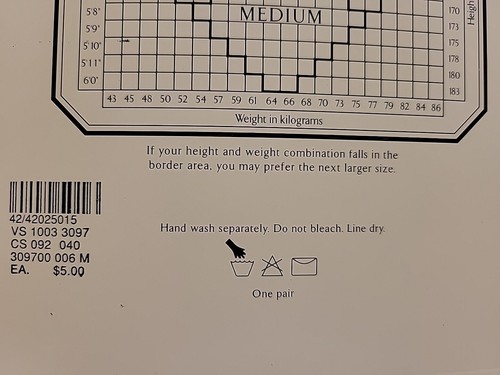 5'8"
170
MEDIUM
5'9"
173
5'10"
175
5'11"
178
180
6'0"
183
Heigh
43 45 48 50 52 54 57 59 61 64 66 68 70 73 75 77 79 82 84 86
Weight in kilograms
If your height and weight combination falls in the
border area, you may prefer the next larger size.
42/42025015
VS 1003 3097
CS 092 040
309700 006 M
EA. $5.00
Hand wash separately. Do not bleach. Line dry.
One pair